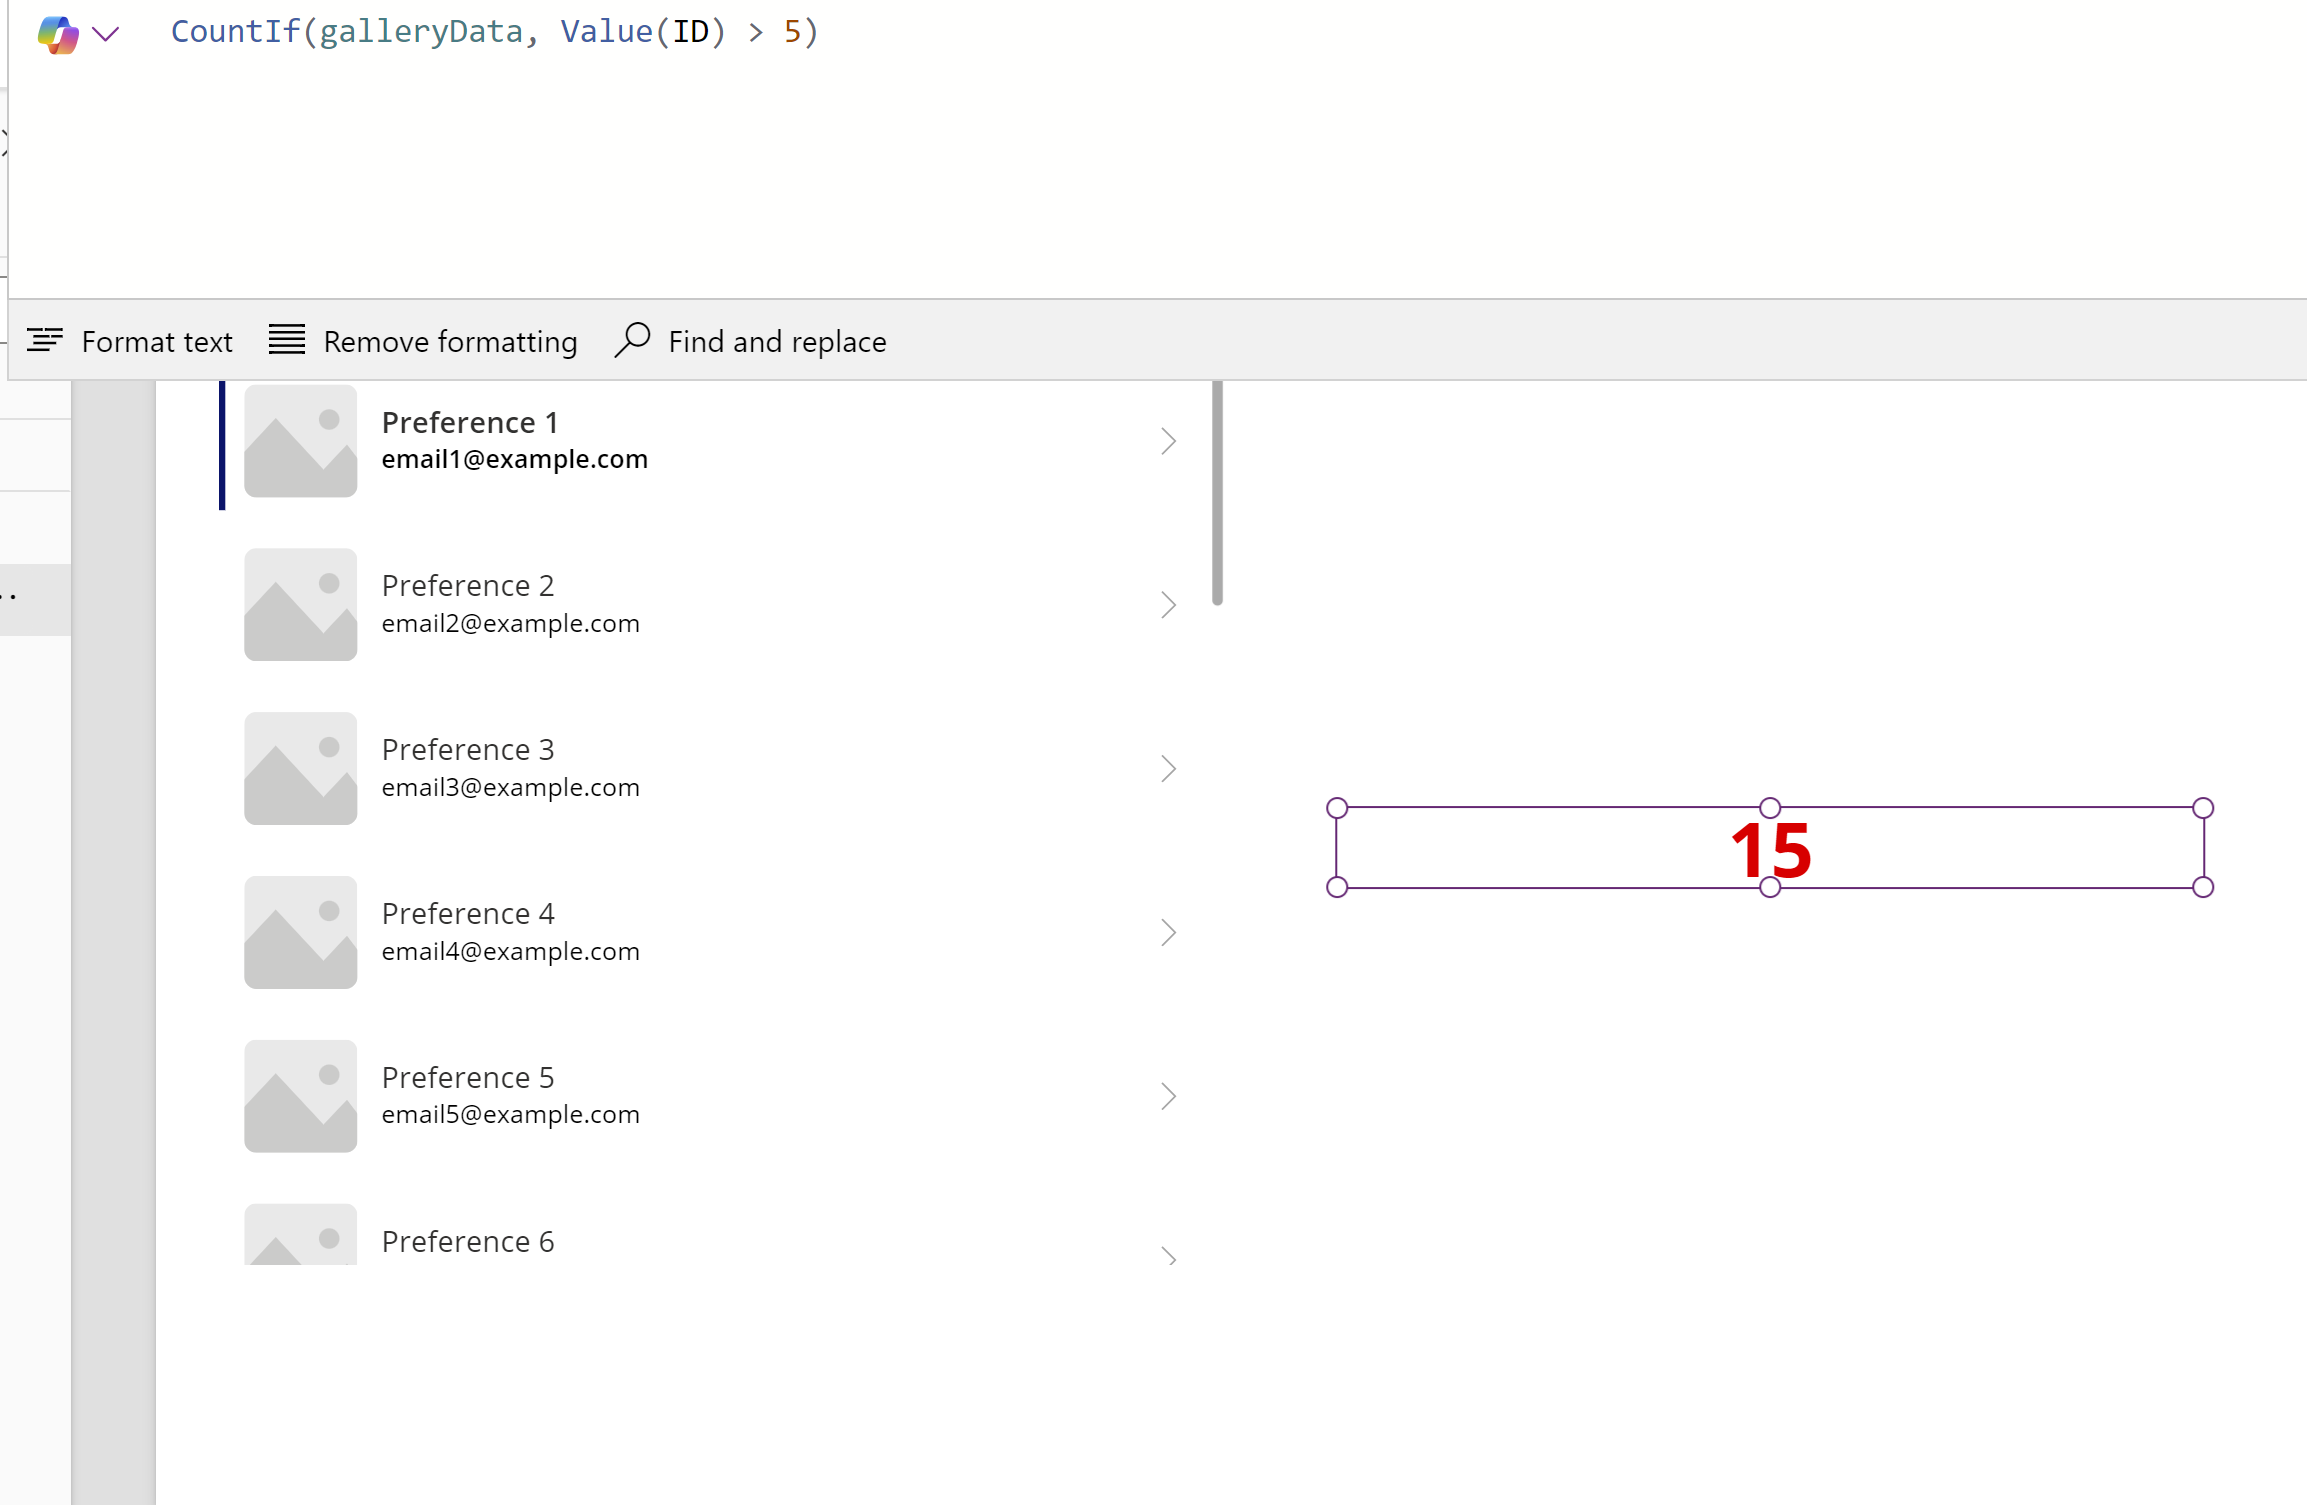 CountIf(galleryData, Value(ID) > 5)
Format text Remove formatting Find and replace
Preference 1
email1@example.com
Preference 2
email2@example.com
Preference 3
email3@example.com
15
Preference 4
email4@example.com
Preference 5
email5@example.com
Preference 6